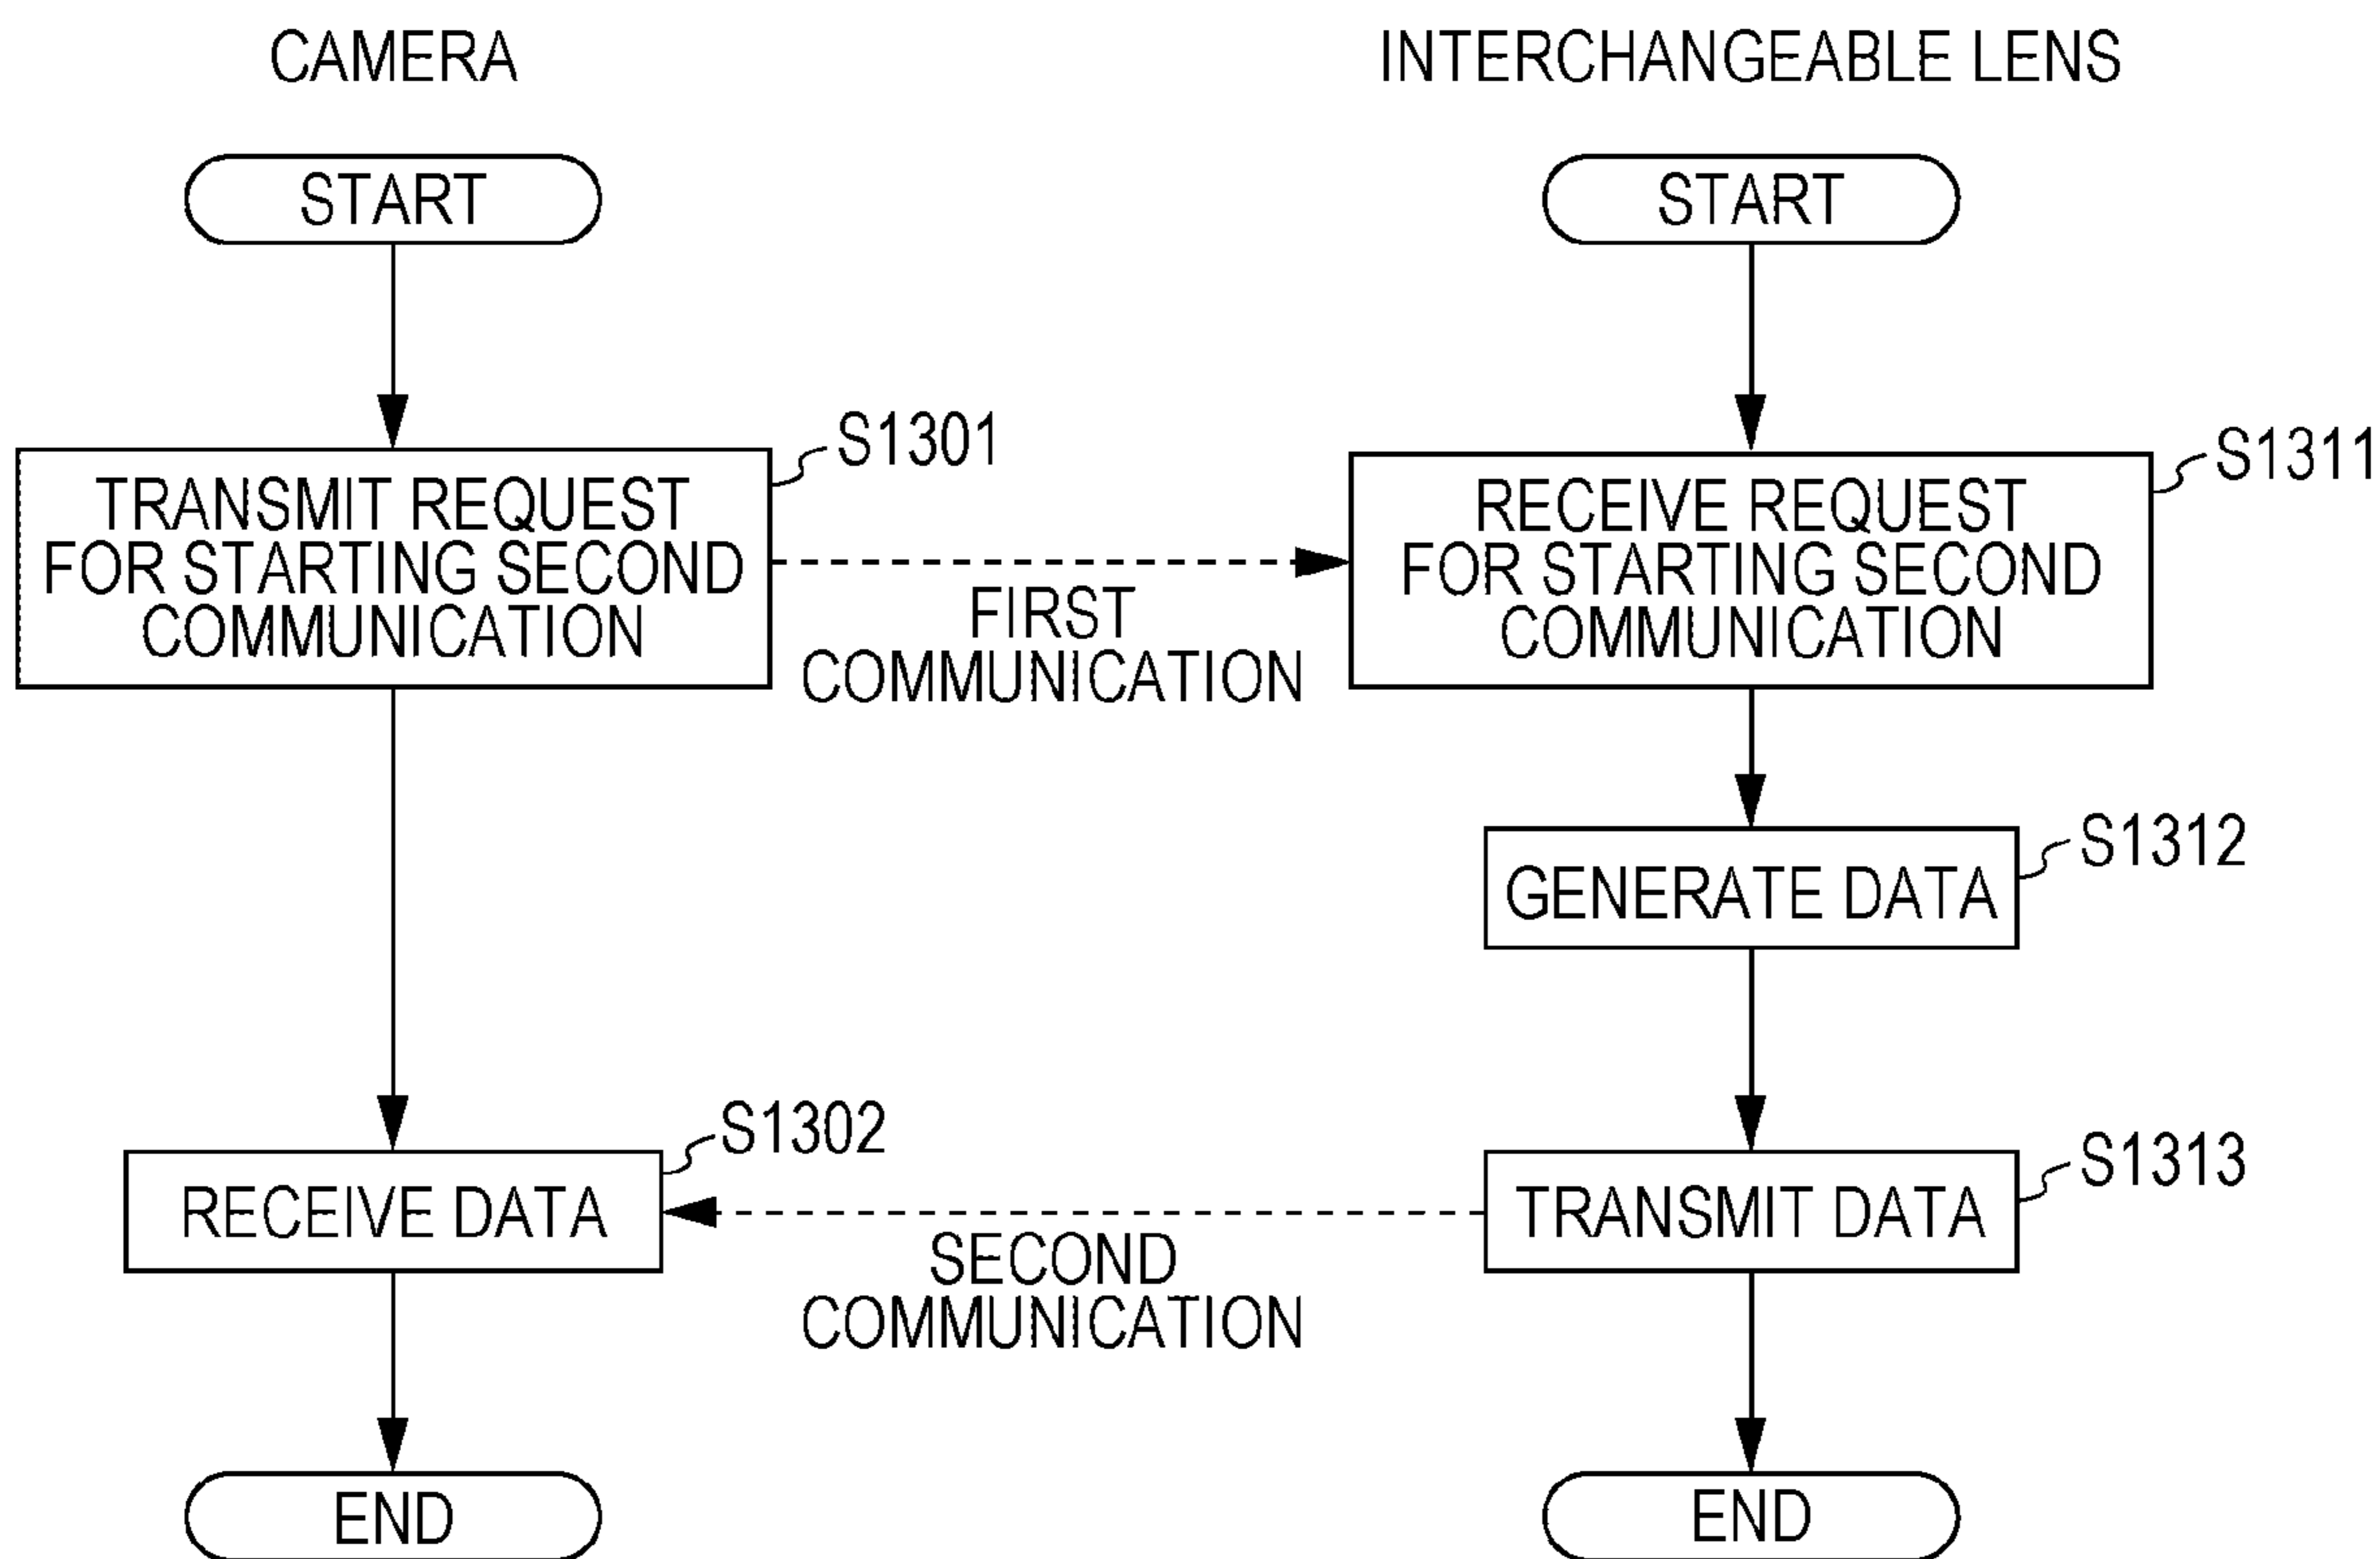 CAMERA
START
S1301
TRANSMIT REQUEST
FOR STARTING SECOND
COMMUNICATION
FIRST
COMMUNICATION
S1302
RECEIVE DATA
SECOND
COMMUNICATION
END
INTERCHANGEABLE LENS
START
S1311
RECEIVE REQUEST
FOR STARTING SECOND
COMMUNICATION
S1312
GENERATE DATA
S1313
TRANSMIT DATA
END